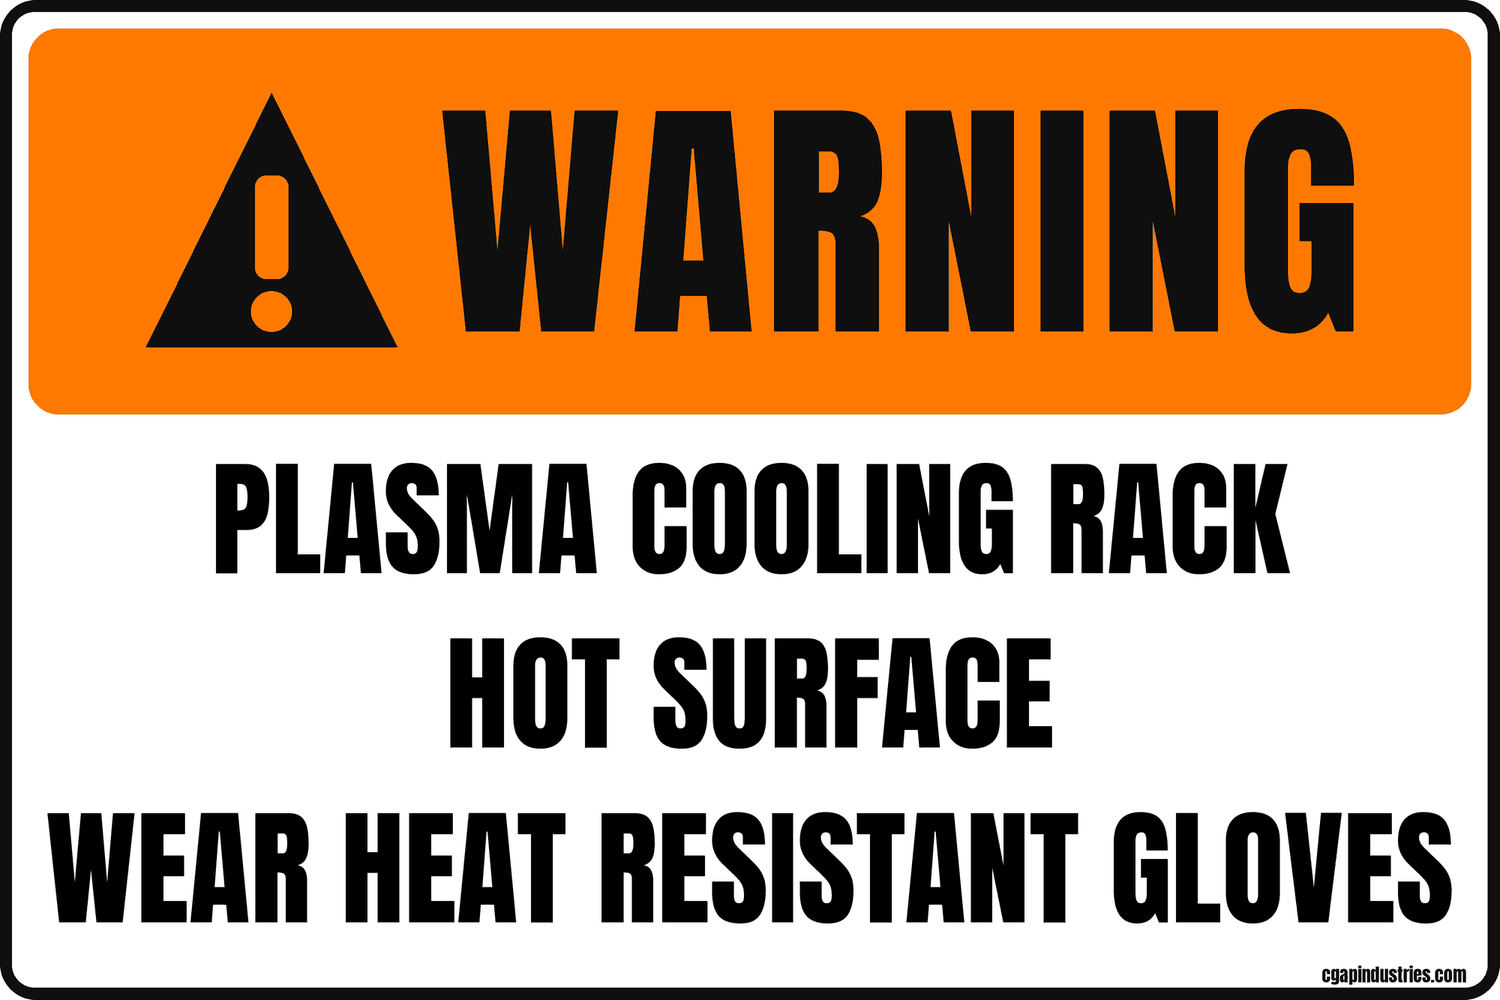 WARNING
PLASMA COOLING RACK
HOT SURFACE
WEAR HEAT RESISTANT GLOVES
cgapindustries.com